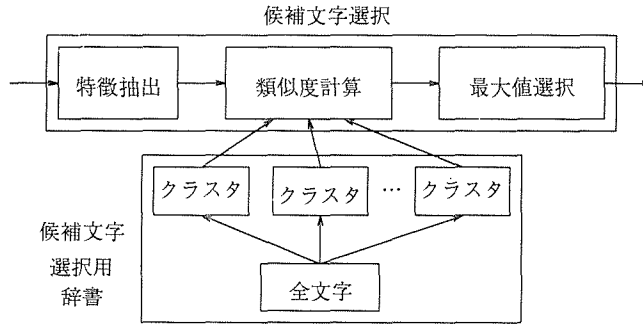 候補文字選択
特徴抽出
類似度計算
最大値選択
クラスタ
クラスタ
…
クラスタ
候補文字
選択用
辞書
全文字